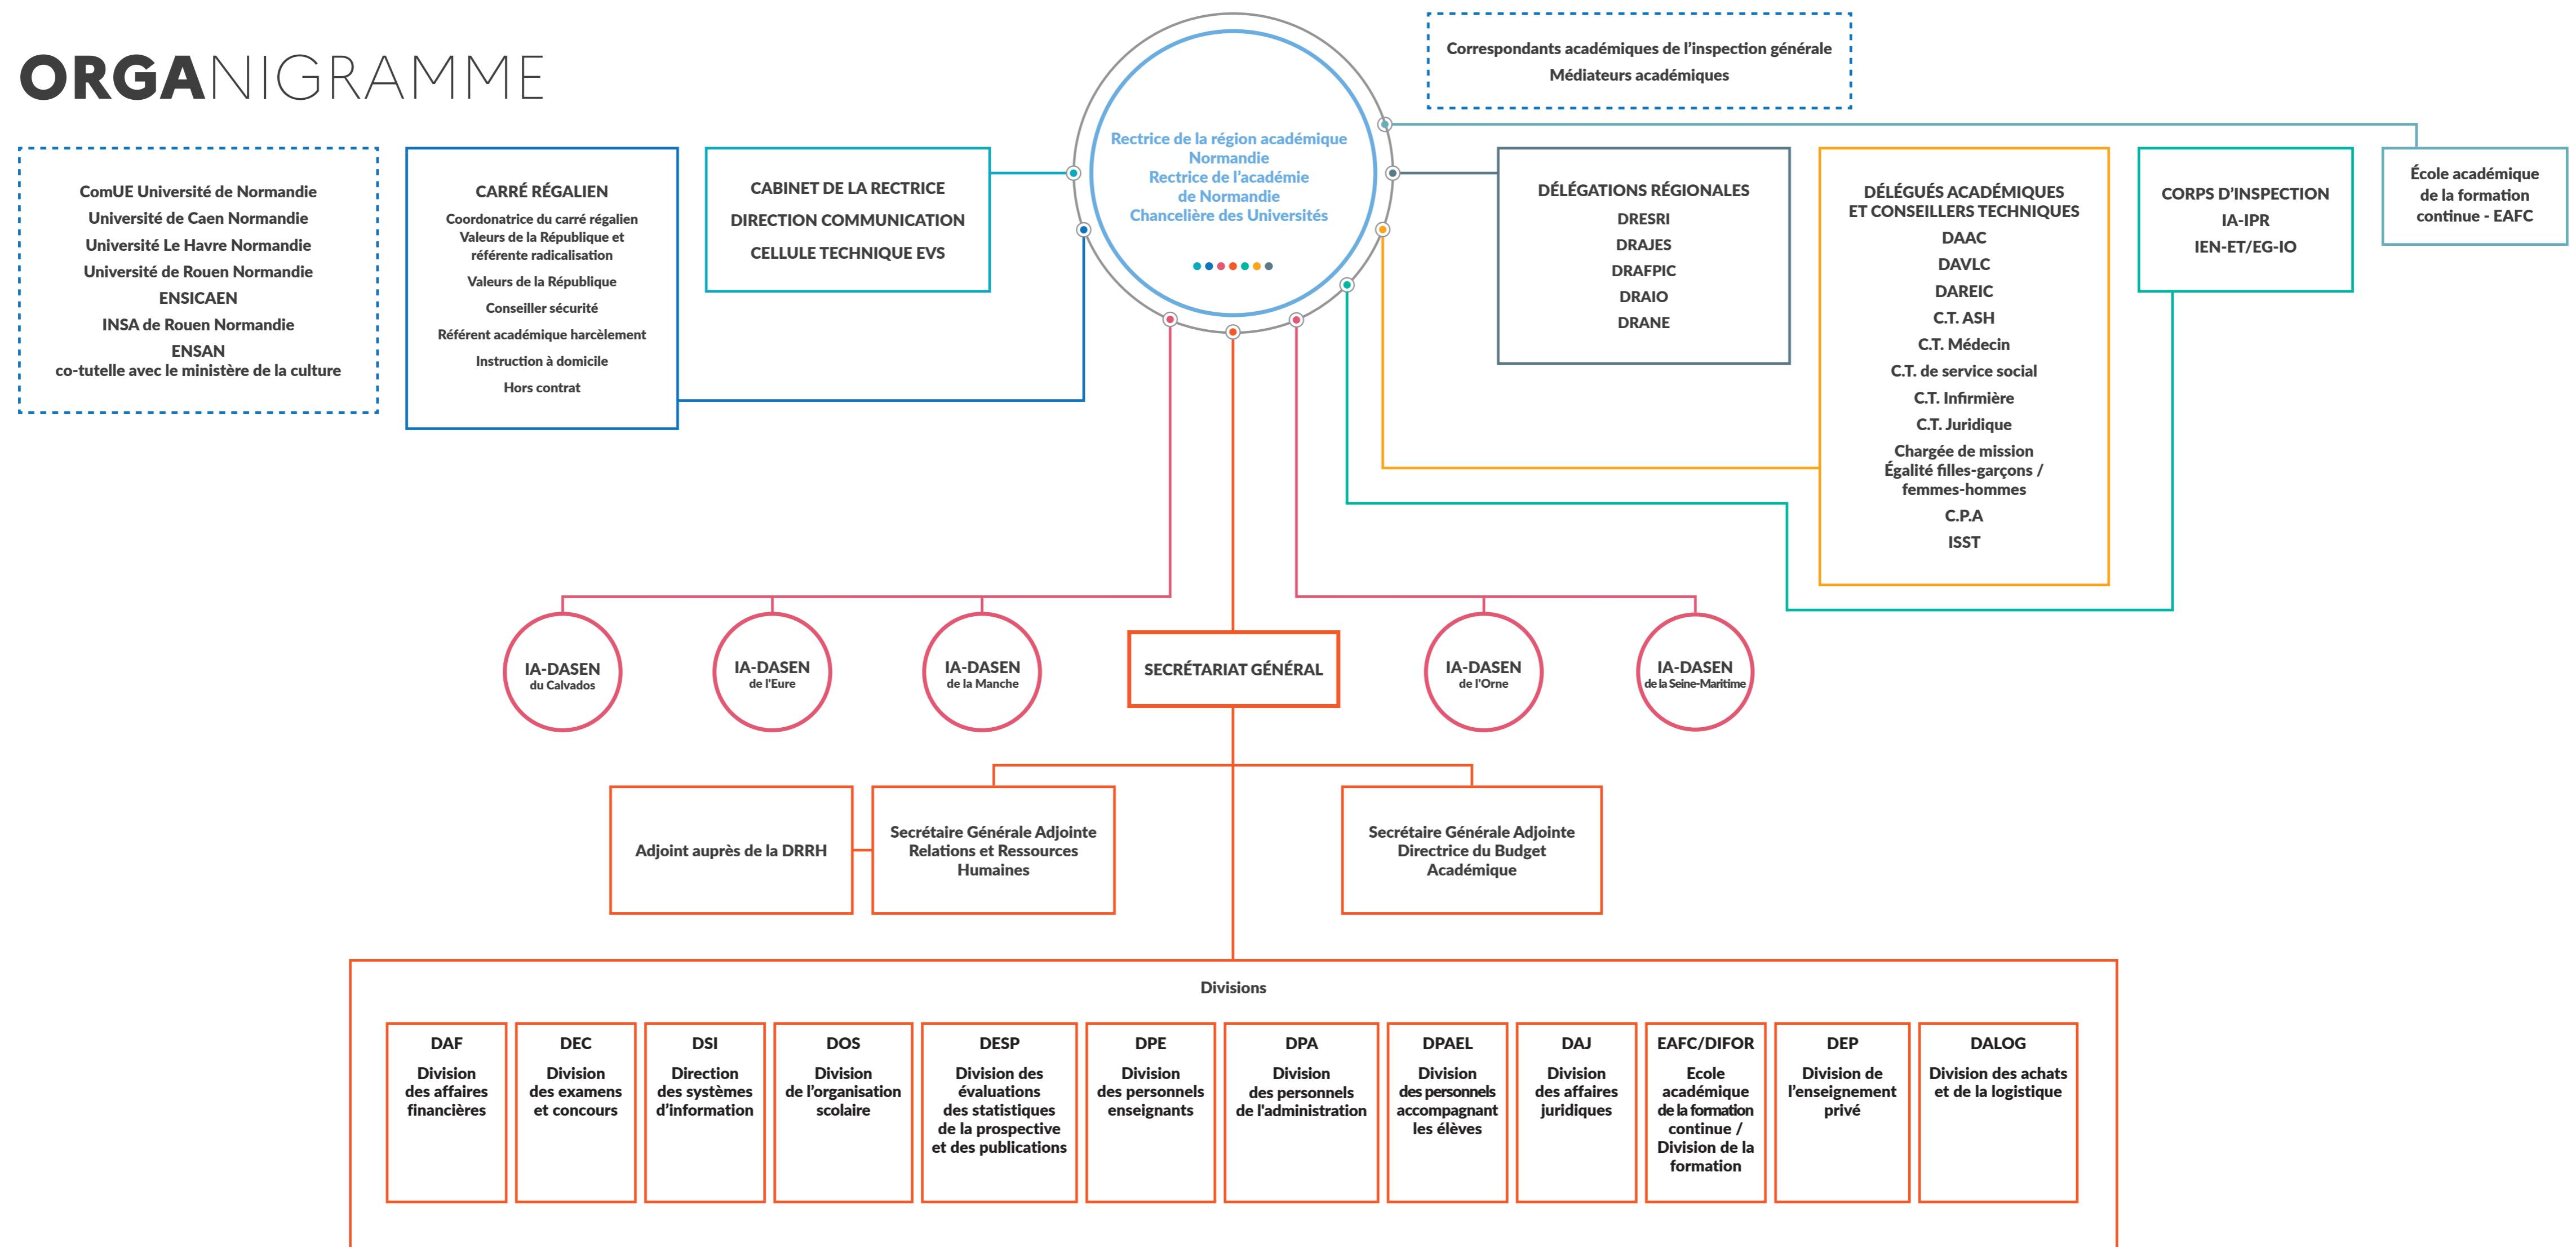 ORGANIGRAMME
Correspondants académiques de l’inspection générale
Médiateurs académiques
Rectrice de la région académique
Normandie
Rectrice de l’académie
de Normandie
Chancelière des Universités
ComUE Université de Normandie
Université de Caen Normandie
Université Le Havre Normandie
Université de Rouen Normandie
ENSICAEN
INSA de Rouen Normandie
ENSAN
co-tutelle avec le ministère de la culture
CARRÉ RÉGALIEN
Coordonatrice du carré régalien
Valeurs de la République et
référente radicalisation
Valeurs de la République
Conseiller sécurité
Référent académique harcèlement
Instruction à domicile
Hors contrat
CABINET DE LA RECTRICE
DIRECTION COMMUNICATION
CELLULE TECHNIQUE EVS
DÉLÉGATIONS RÉGIONALES
DRESRI
DRAJES
DRAFPIC
DRAIO
DRANE
DÉLÉGUÉS ACADÉMIQUES
ET CONSEILLERS TECHNIQUES
DAAC
DAVLC
DAREIC
C.T. ASH
C.T. Médecin
C.T. de service social
C.T. Infirmière
C.T. Juridique
Chargée de mission
Égalité filles-garçons /
femmes-hommes
C.P.A
ISST
CORPS D’INSPECTION
IA-IPR
IEN-ET/EG-IO
École académique
de la formation
continue - EAFC
IA-DASEN
du Calvados
IA-DASEN
de l'Eure
IA-DASEN
de la Manche
SECRÉTARIAT GÉNÉRAL
IA-DASEN
de l'Orne
IA-DASEN
de la Seine-Maritime
Adjoint auprès de la DRRH
Secrétaire Générale Adjointe
Relations et Ressources
Humaines
Secrétaire Générale Adjointe
Directrice du Budget
Académique
Divisions
DAF
Division
des affaires
financières
DEC
Division
des examens
et concours
DSI
Direction
des systèmes
d’information
DOS
Division
de l’organisation
scolaire
DESP
Division des
évaluations
des statistiques
de la prospective
et des publications
DPE
Division
des personnels
enseignants
DPA
Division
des personnels
de l'administration
DPAEL
Division
des personnels
accompagnant
les élèves
DAJ
Division
des affaires
juridiques
EAFC/DIFOR
Ecole
académique
de la formation
continue /
Division de la
formation
DEP
Division de
l’enseignement
privé
DALOG
Division des achats
et de la logistique